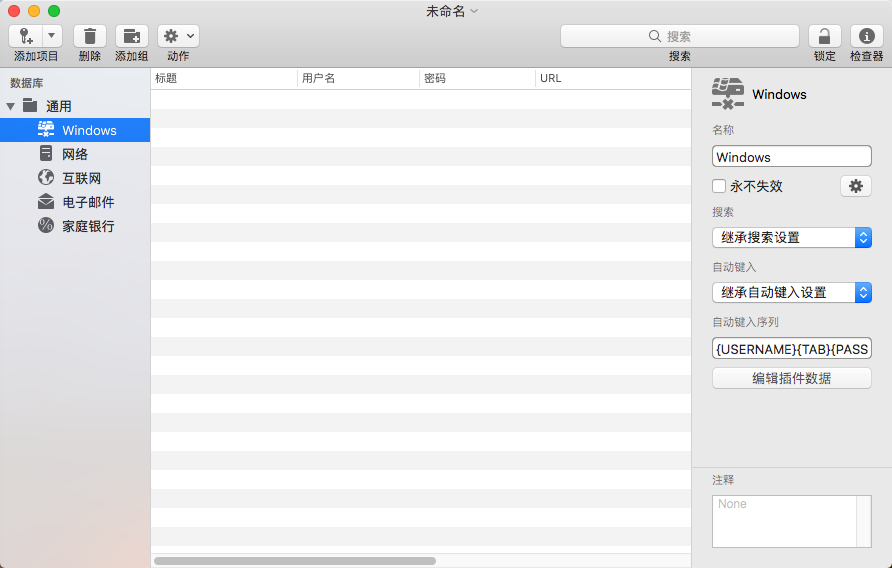 未命名
搜索
添加项目 删除 添加组 动作 搜索 锁定 检查器
数据库
通用
Windows
网络
互联网
电子邮件
家庭银行
标题 用户名 密码 URL
Windows
名称
Windows
永不失效
搜索
继承搜索设置
自动键入
继承自动键入设置
自动键入序列
{USERNAME}{TAB}{PASS
编辑插件数据
注释
None